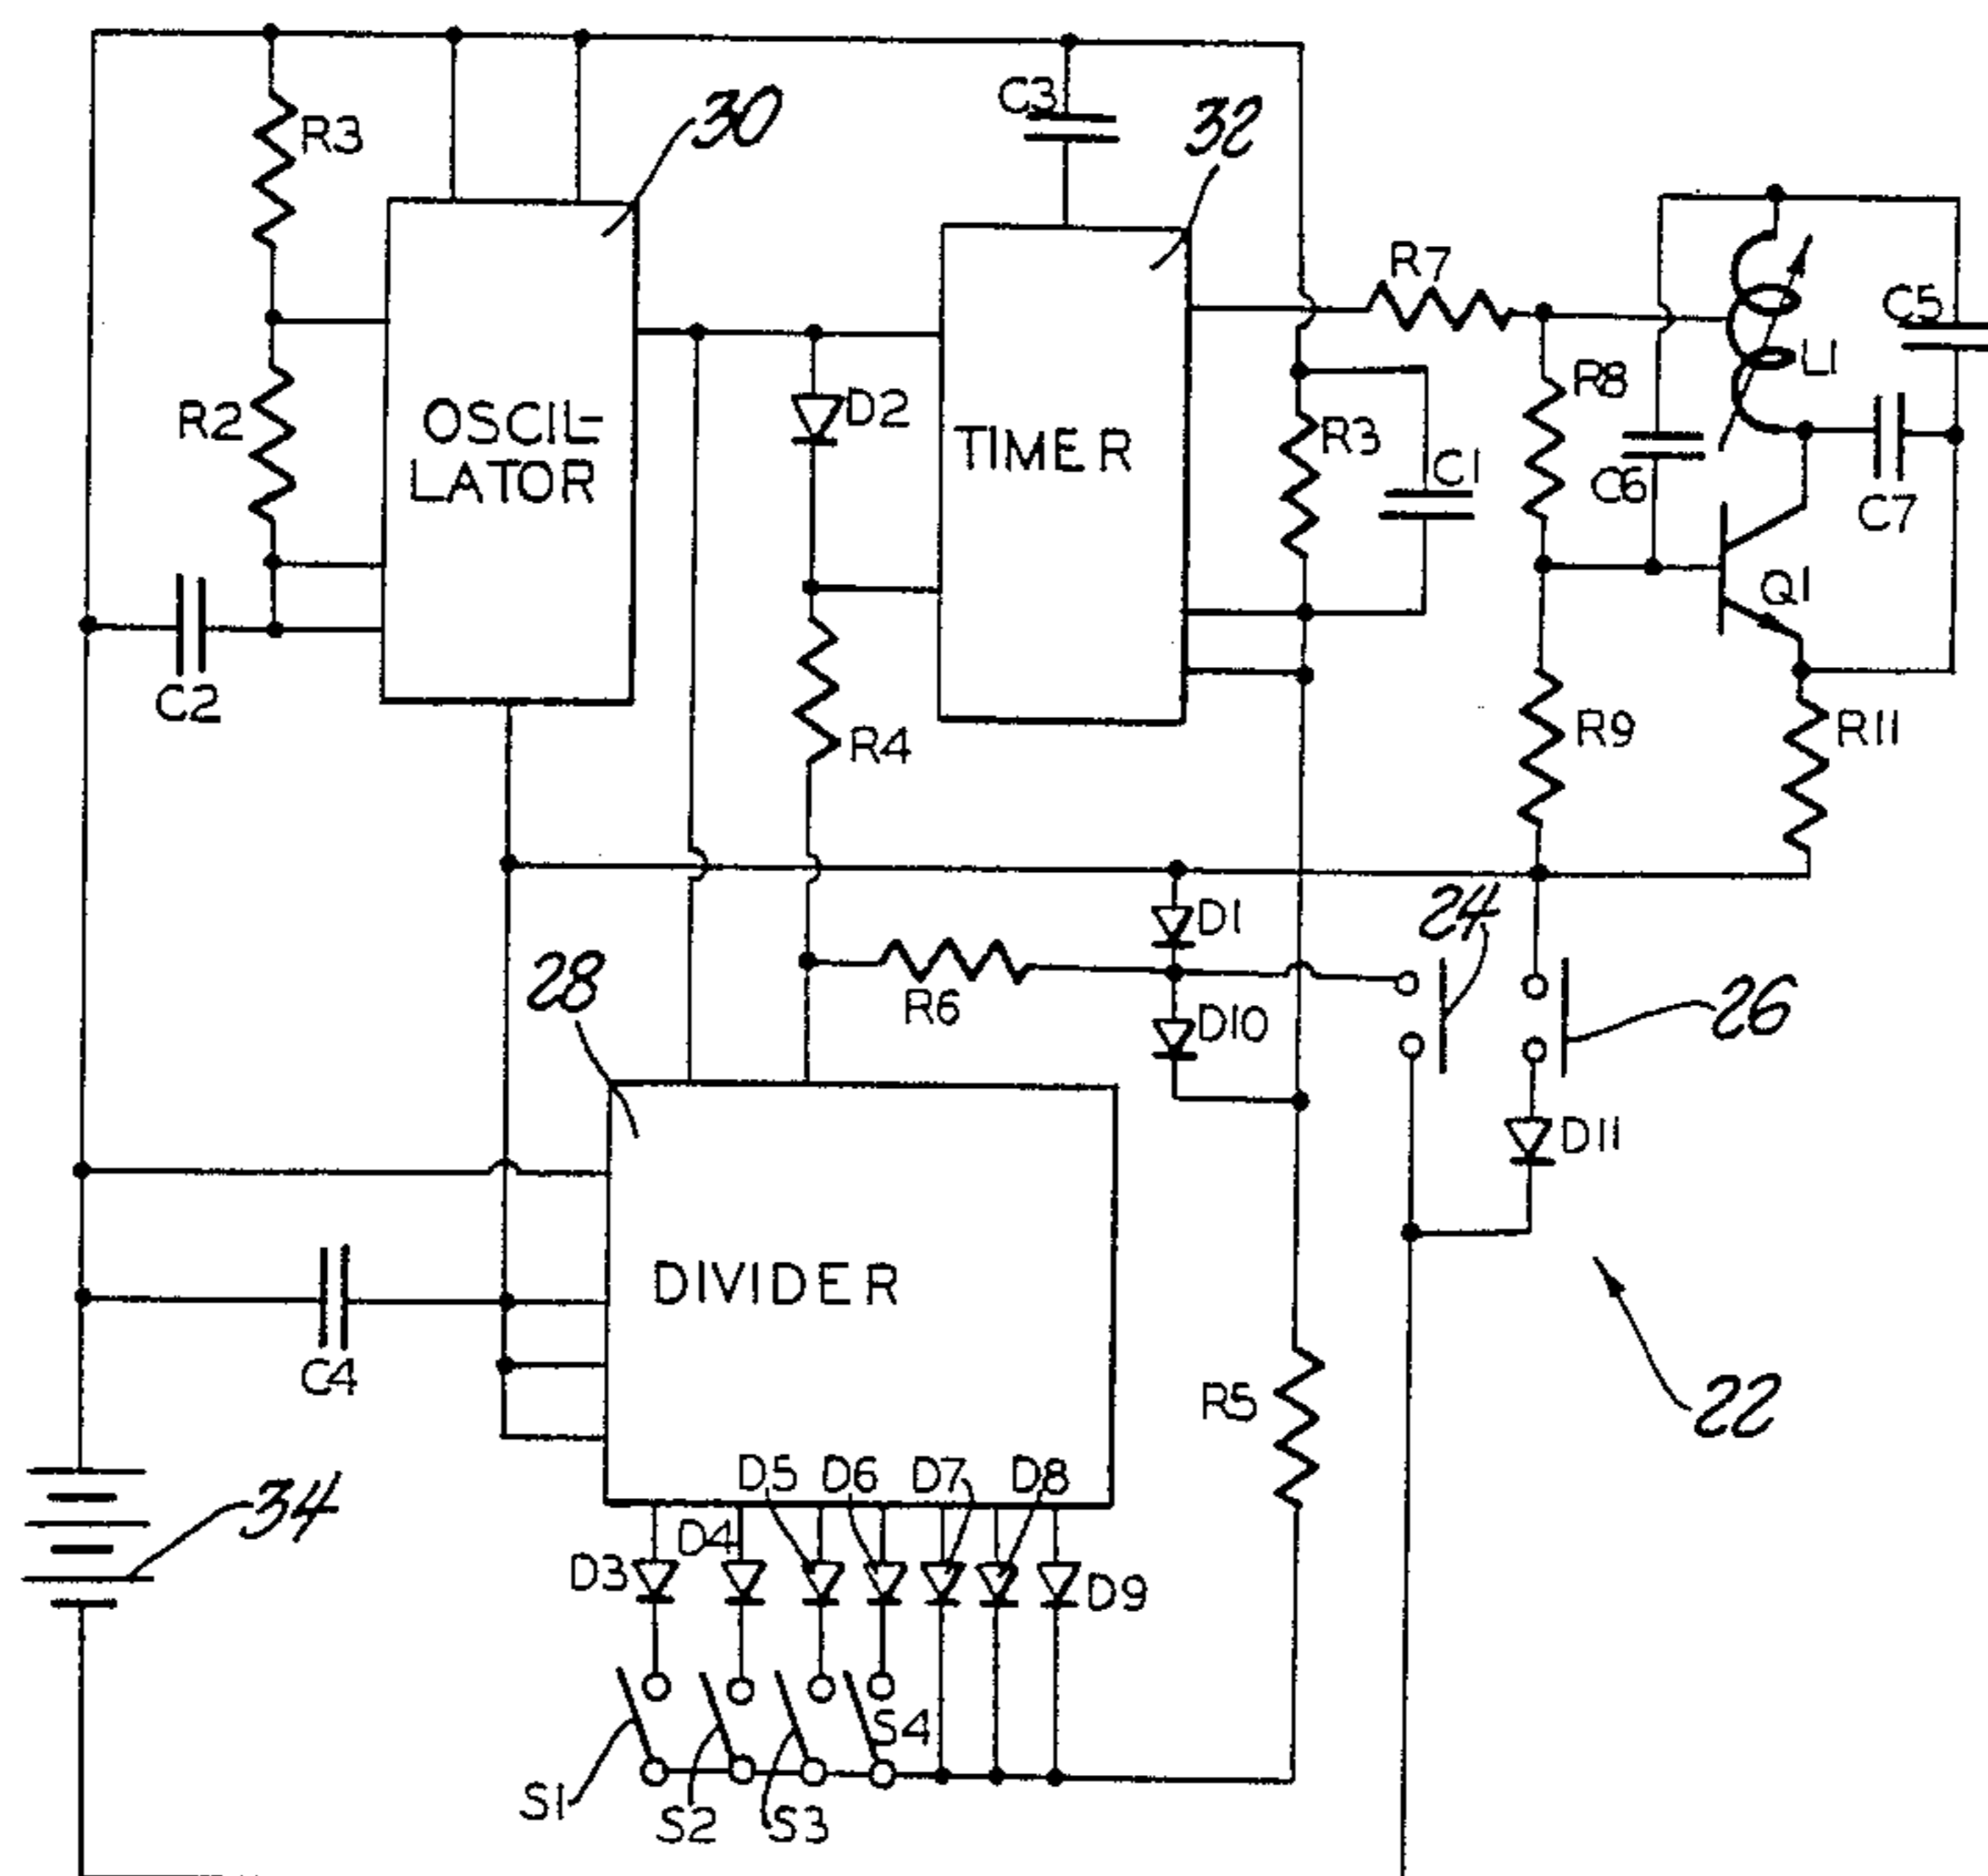 C3
30
32
R3
R7
C5
L1
R8
R2
OSCIL-
LATOR
D2
TIMER
R3
C1
C6
C7
Q1
C2
R4
R9
R11
24
D1
28
R6
D10
26
D11
DIVIDER
C4
R5
22
34
D5
D6
D7
D8
D4
D3
D9
S4
S1
S2
S3